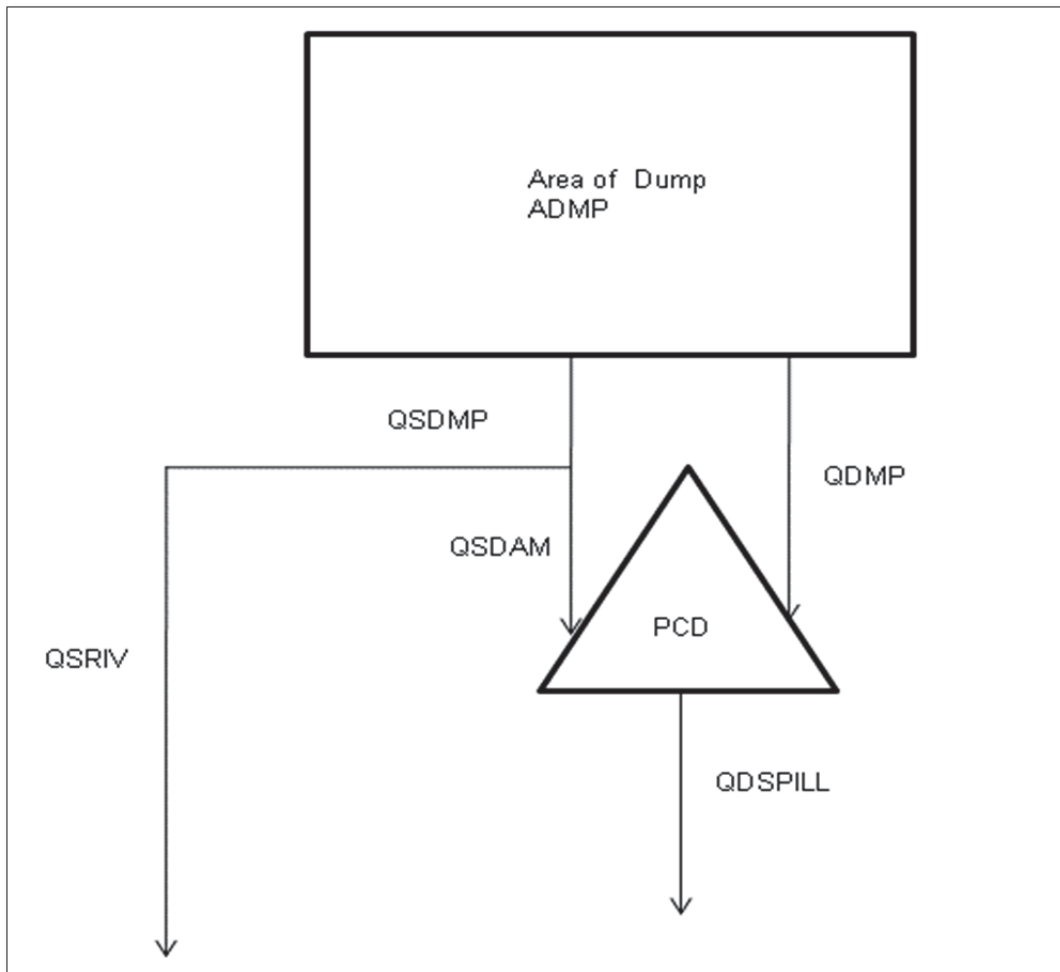 Area of Dump
ADMP
QSDMP
QDMP
QSDAM
PCD
QSRIV
QDSPILL